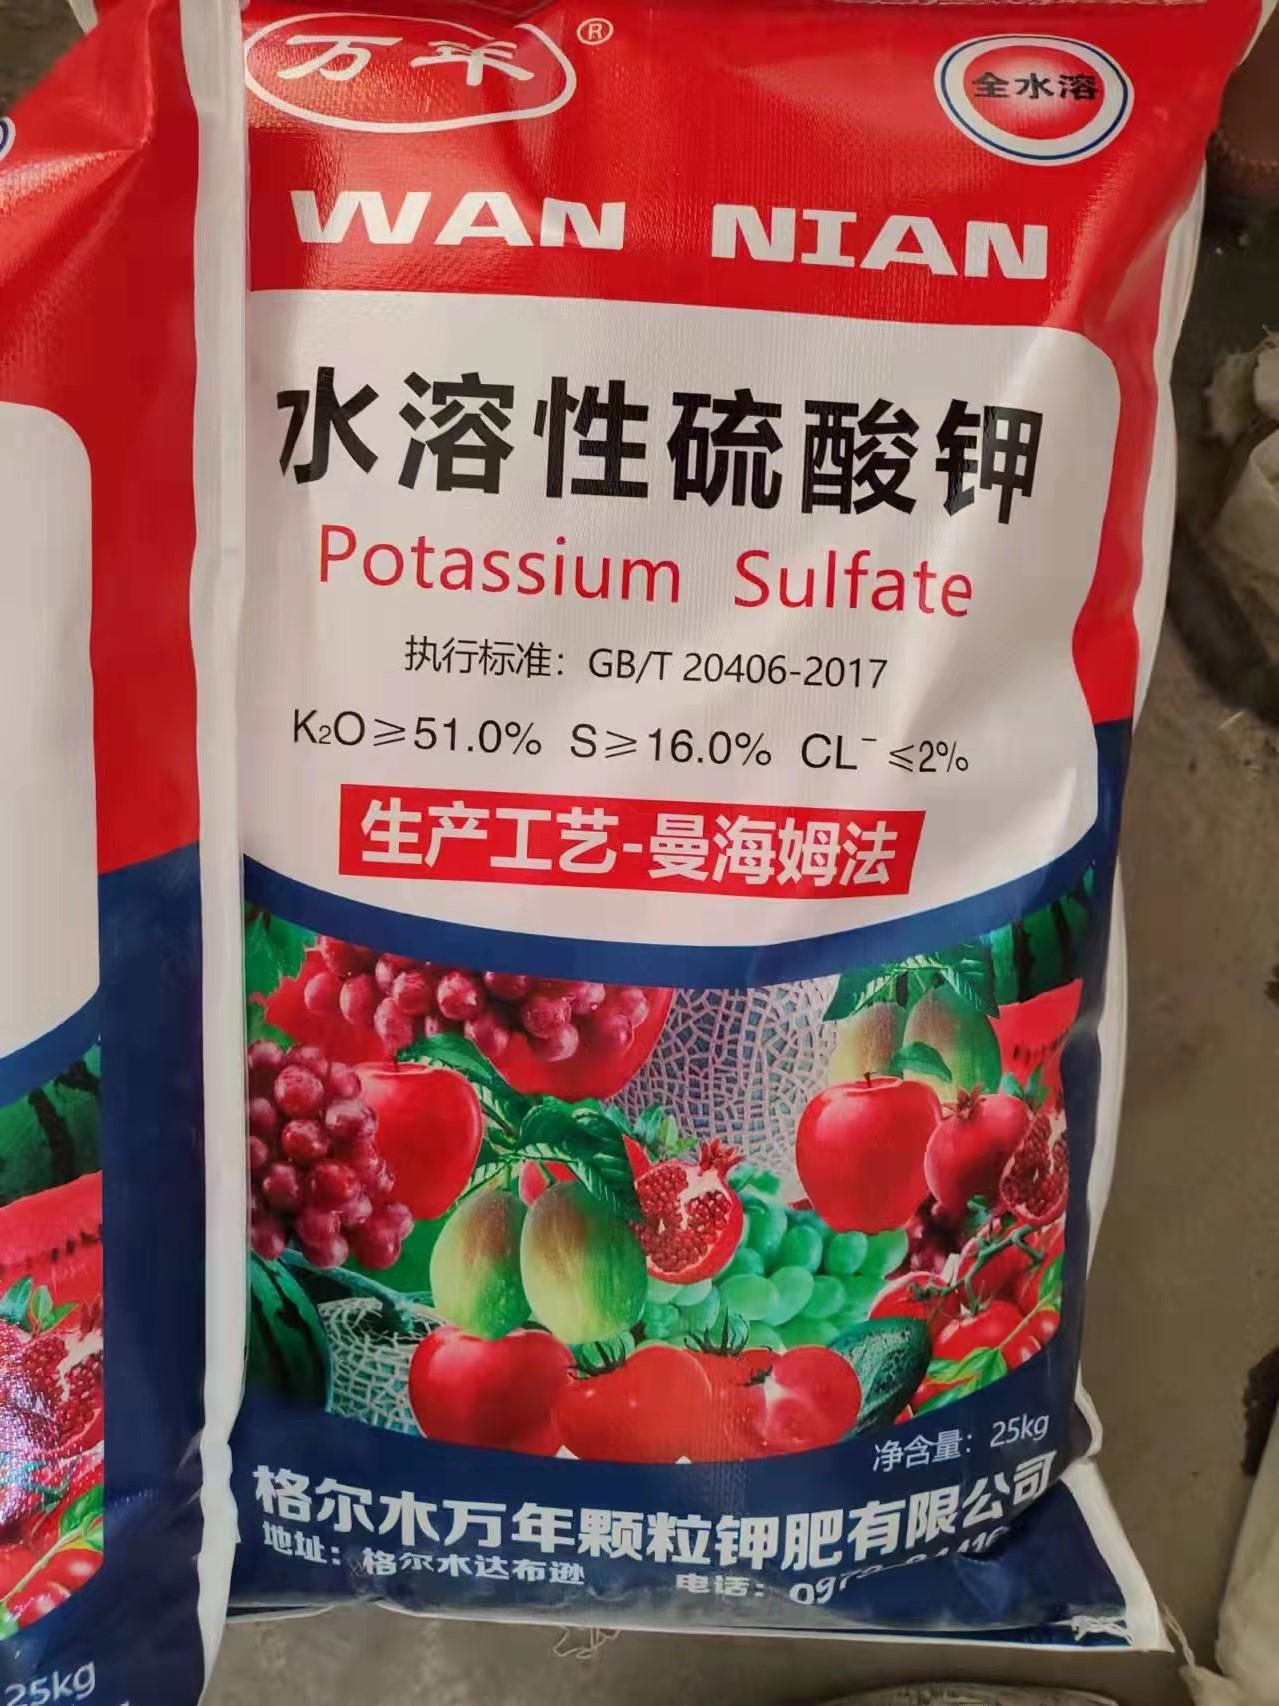 万年®
全水溶
WAN NIAN
水溶性硫酸钾
Potassium Sulfate
执行标准：GB/T 20406-2017
K₂O≥51.0% S≥16.0% CL⁻≤2%
生产工艺-曼海姆法
净含量：25kg
格尔木万年颗粒钾肥有限公司
地址：格尔木达布逊 电话：
25kg